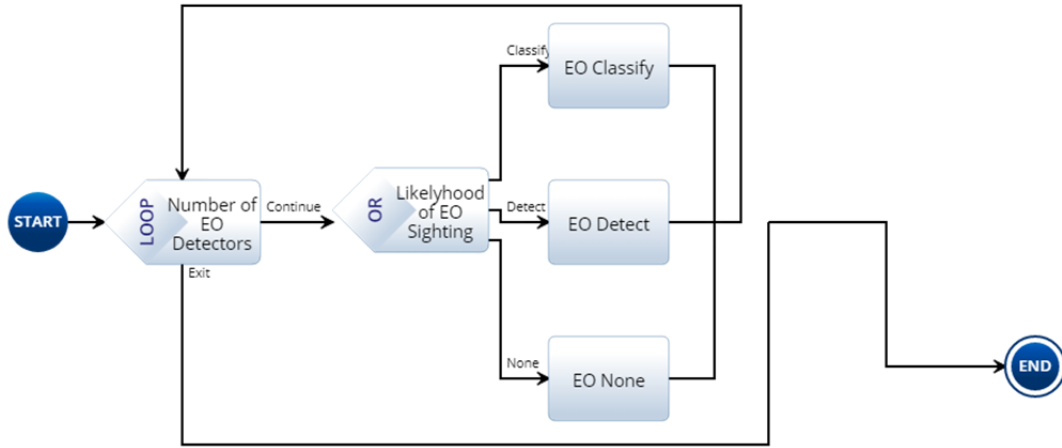 Classify
EO Classify
START
LOOP
Number of
EO
Detectors
Continue
OR
Likelyhood
of EO
Sighting
Detect
EO Detect
Exit
None
EO None
END